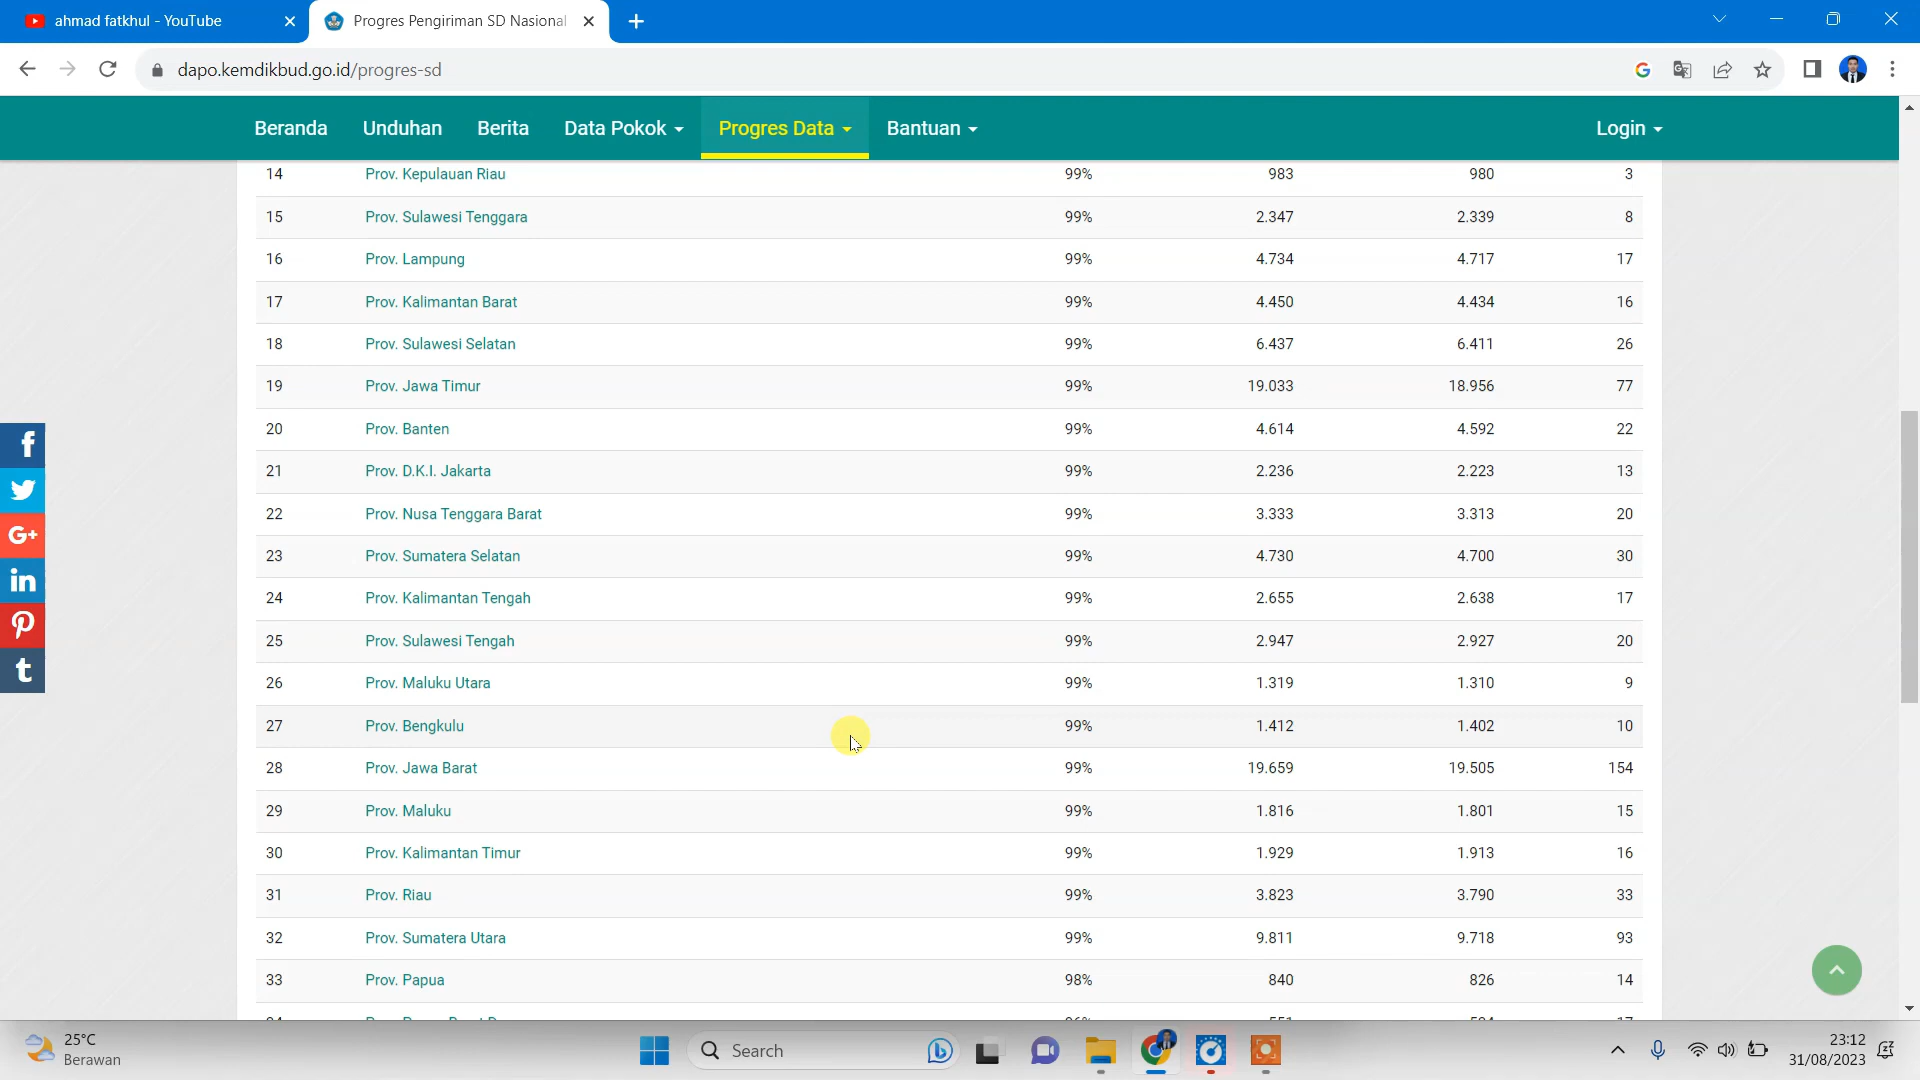 ahmad fatkhul - YouTube
Progres Pengiriman SD Nasional
dapo.kemdikbud.go.id/progres-sd
Beranda Unduhan Berita Data Pokok Progres Data Bantuan Login
14 Prov. Kepulauan Riau 99% 983 980 3
15 Prov. Sulawesi Tenggara 99% 2.347 2.339 8
16 Prov. Lampung 99% 4.734 4.717 17
17 Prov. Kalimantan Barat 99% 4.450 4.434 16
18 Prov. Sulawesi Selatan 99% 6.437 6.411 26
19 Prov. Jawa Timur 99% 19.033 18.956 77
20 Prov. Banten 99% 4.614 4.592 22
21 Prov. D.K.I. Jakarta 99% 2.236 2.223 13
22 Prov. Nusa Tenggara Barat 99% 3.333 3.313 20
23 Prov. Sumatera Selatan 99% 4.730 4.700 30
24 Prov. Kalimantan Tengah 99% 2.655 2.638 17
25 Prov. Sulawesi Tengah 99% 2.947 2.927 20
26 Prov. Maluku Utara 99% 1.319 1.310 9
27 Prov. Bengkulu 99% 1.412 1.402 10
28 Prov. Jawa Barat 99% 19.659 19.505 154
29 Prov. Maluku 99% 1.816 1.801 15
30 Prov. Kalimantan Timur 99% 1.929 1.913 16
31 Prov. Riau 99% 3.823 3.790 33
32 Prov. Sumatera Utara 99% 9.811 9.718 93
33 Prov. Papua 98% 840 826 14
25°C
Berawan
Search
23:12
31/08/2023